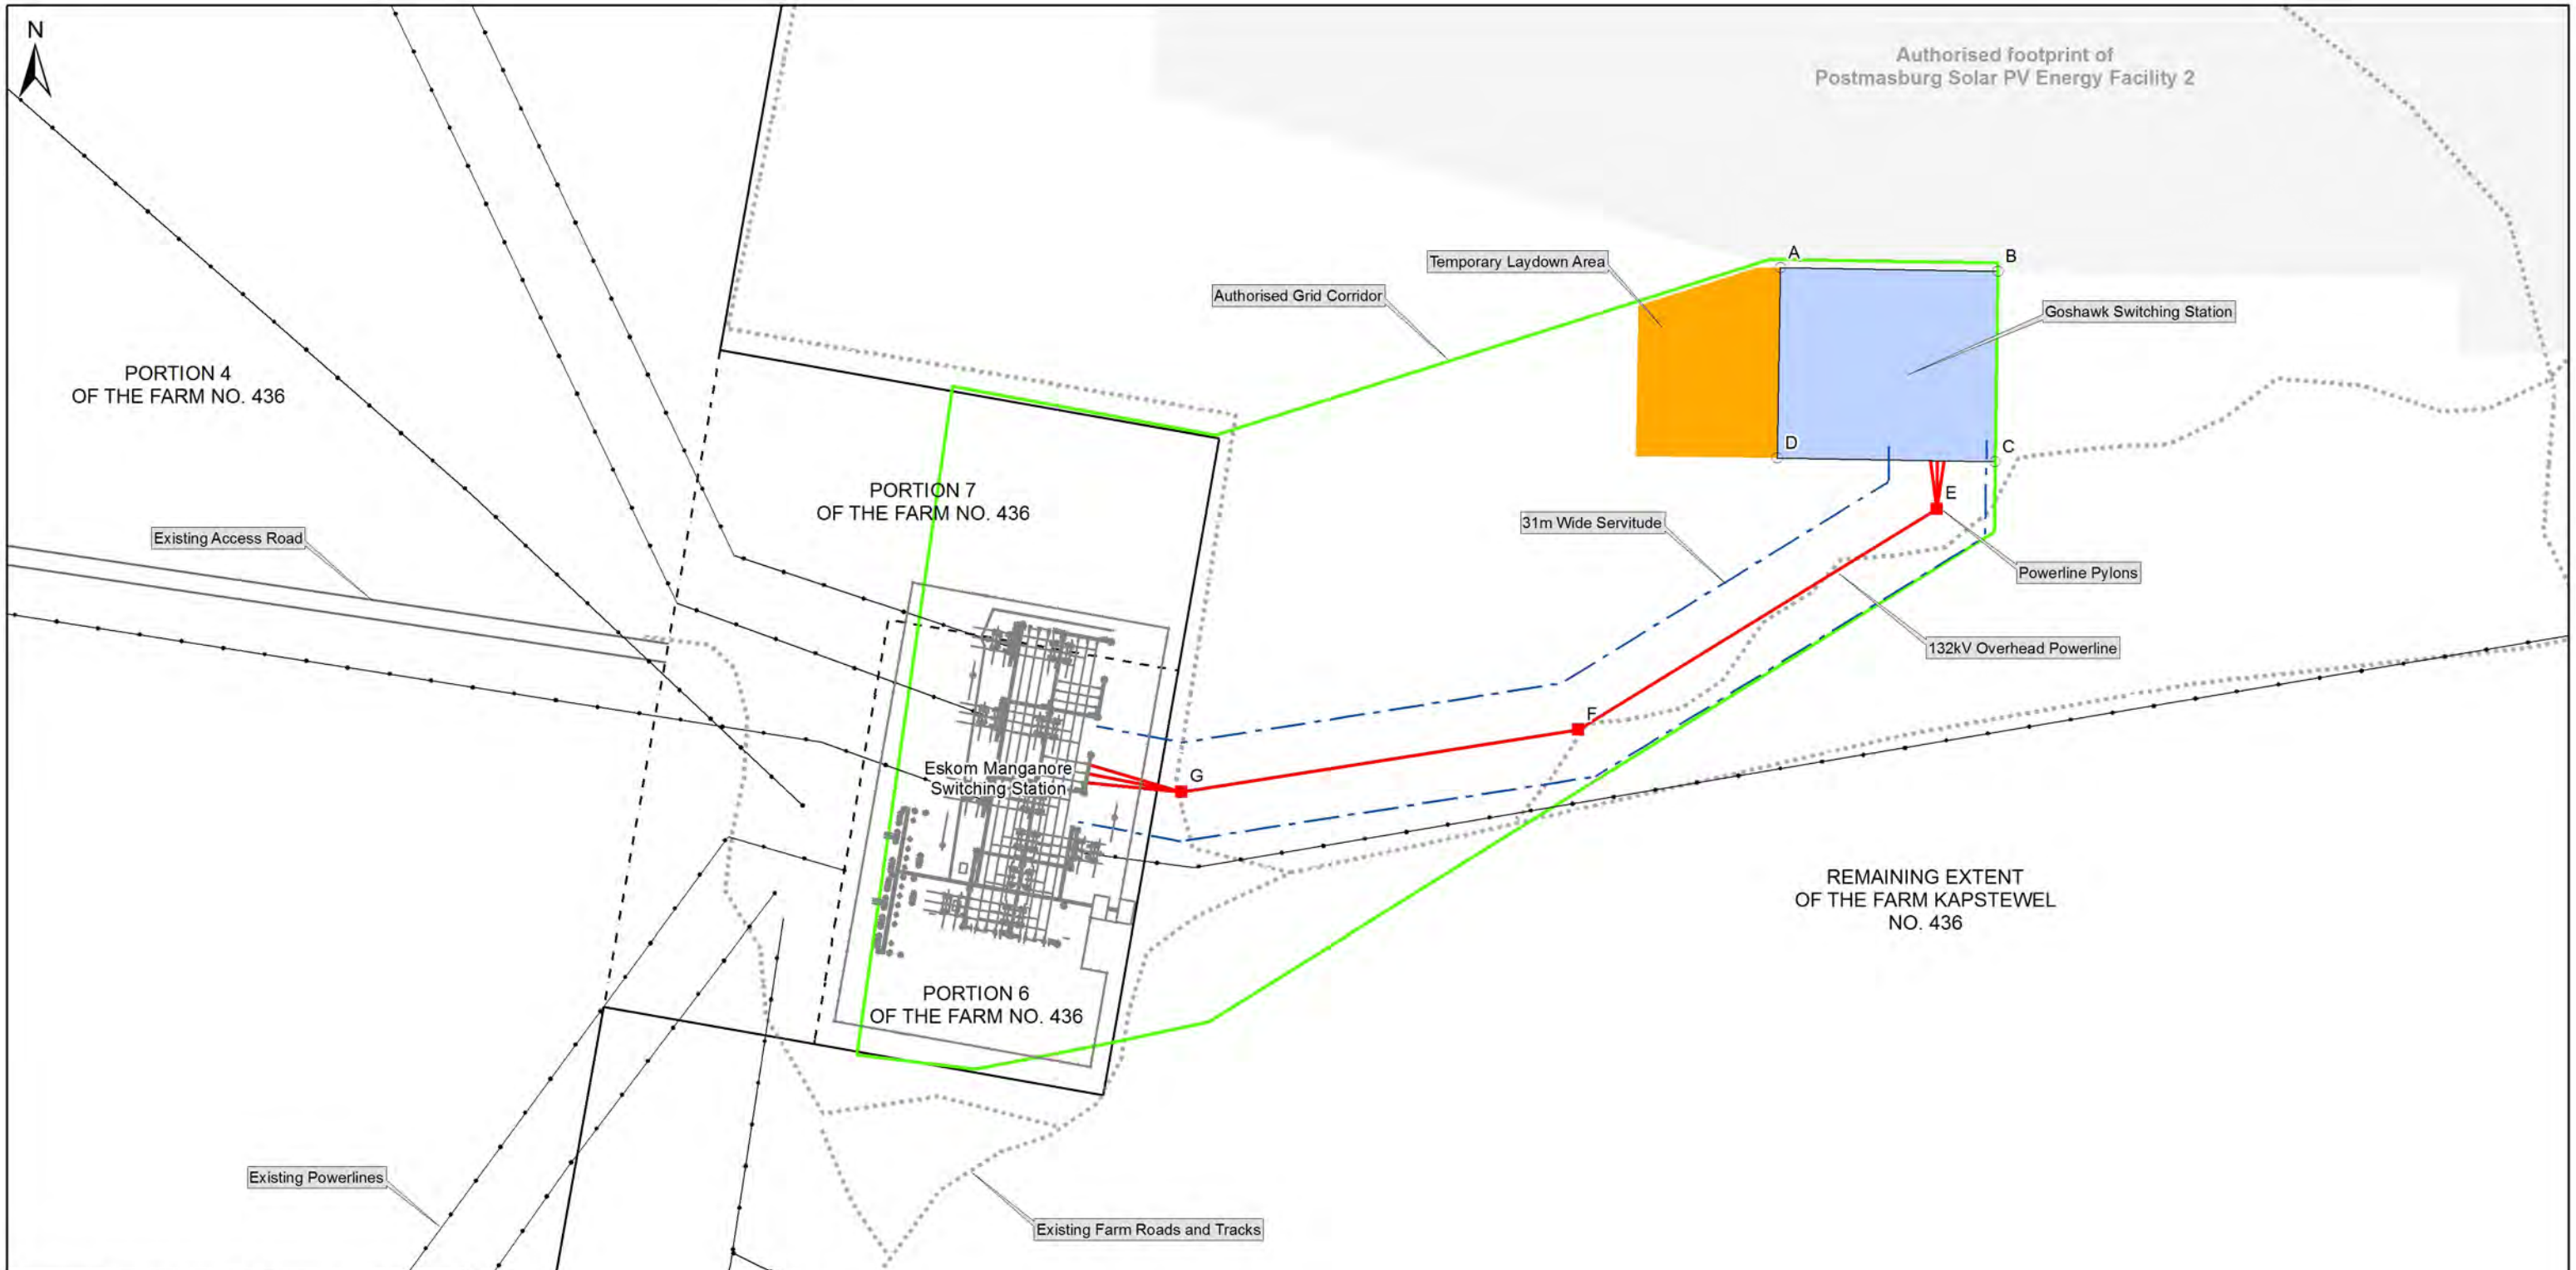 N
Authorised footprint of
Postmasburg Solar PV Energy Facility 2
A
B
Temporary Laydown Area
Authorised Grid Corridor
Goshawk Switching Station
PORTION 4
OF THE FARM NO. 436
D
C
PORTION 7
OF THE FARM NO. 436
E
31m Wide Servitude
Existing Access Road
Powerline Pylons
132kV Overhead Powerline
F
Eskom Manganore
Switching Station
G
REMAINING EXTENT
OF THE FARM KAPSTEWEL
NO. 436
PORTION 6
OF THE FARM NO. 436
Existing Powerlines
Existing Farm Roads and Tracks